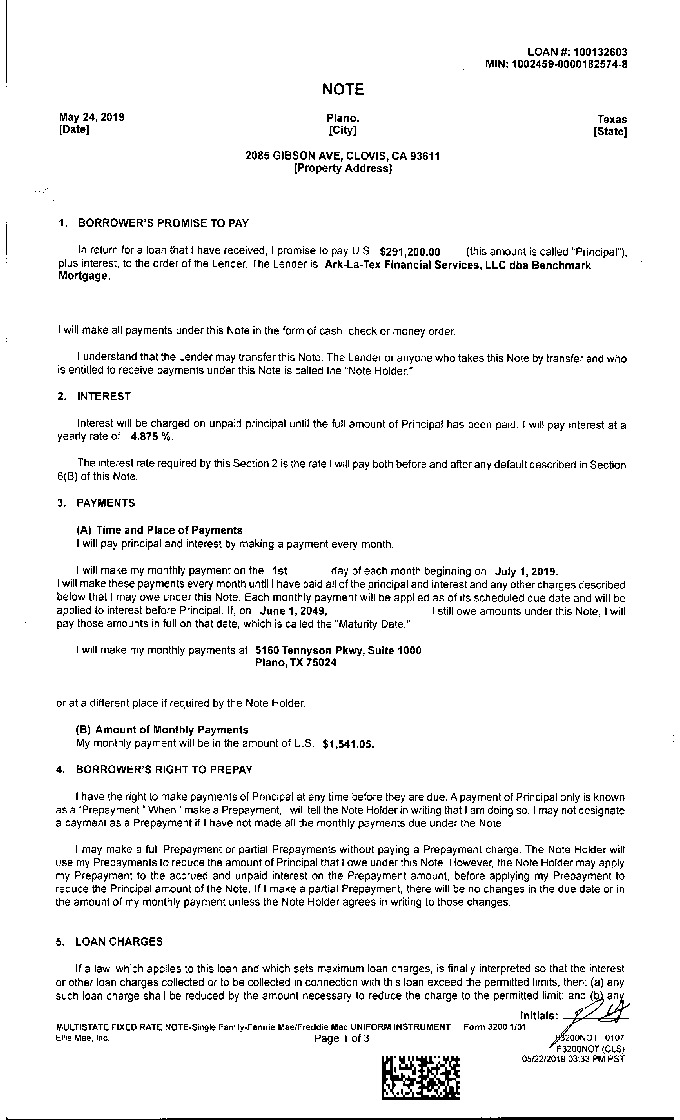 LOAN #: 100132603
MIN: 1002459-0000182574-8
NOTE
May 24, 2019 Plano, Texas
[Date] [City] [State]
2085 GIBSON AVE, CLOVIS, CA 93611
[Property Address]
1. BORROWER'S PROMISE TO PAY
In return for a loan that I have received, I promise to pay U.S. $291,200.00 (this amount is called "Principal"),
plus interest, to the order of the Lender. The Lender is Ark-La-Tex Financial Services, LLC dba Benchmark
Mortgage.
I will make all payments under this Note in the form of cash, check or money order.
I understand that the Lender may transfer this Note. The Lender or anyone who takes this Note by transfer and who
is entitled to receive payments under this Note is called the "Note Holder."
2. INTEREST
Interest will be charged on unpaid principal until the full amount of Principal has been paid. I will pay interest at a
yearly rate of 4.875 %.
The interest rate required by this Section 2 is the rate I will pay both before and after any default described in Section
6(B) of this Note.
3. PAYMENTS
(A) Time and Place of Payments
I will pay principal and interest by making a payment every month.
I will make my monthly payment on the 1st day of each month beginning on July 1, 2019.
I will make these payments every month until I have paid all of the principal and interest and any other charges described
below that I may owe under this Note. Each monthly payment will be applied as of its scheduled due date and will be
applied to interest before Principal. If, on June 1, 2049, I still owe amounts under this Note, I will
pay those amounts in full on that date, which is called the "Maturity Date."
I will make my monthly payments at 5160 Tennyson Pkwy, Suite 1000
Plano, TX 75024
or at a different place if required by the Note Holder.
(B) Amount of Monthly Payments
My monthly payment will be in the amount of U.S. $1,541.05.
4. BORROWER'S RIGHT TO PREPAY
I have the right to make payments of Principal at any time before they are due. A payment of Principal only is known
as a "Prepayment." When I make a Prepayment, I will tell the Note Holder in writing that I am doing so. I may not designate
a payment as a Prepayment if I have not made all the monthly payments due under the Note.
I may make a full Prepayment or partial Prepayments without paying a Prepayment charge. The Note Holder will
use my Prepayments to reduce the amount of Principal that I owe under this Note. However, the Note Holder may apply
my Prepayment to the accrued and unpaid interest on the Prepayment amount, before applying my Prepayment to
reduce the Principal amount of the Note. If I make a partial Prepayment, there will be no changes in the due date or in
the amount of my monthly payment unless the Note Holder agrees in writing to those changes.
5. LOAN CHARGES
If a law, which applies to this loan and which sets maximum loan charges, is finally interpreted so that the interest
or other loan charges collected or to be collected in connection with this loan exceed the permitted limits, then: (a) any
such loan charge shall be reduced by the amount necessary to reduce the charge to the permitted limit; and (b) any
Initials:
MULTISTATE FIXED RATE NOTE-Single Family-Fannie Mae/Freddie Mac UNIFORM INSTRUMENT Form 3200 1/01
Ellie Mae, Inc. Page 1 of 3 F3200NOT 0107
F3200NOT (CLS)
05/22/2019 03:33 PM PST